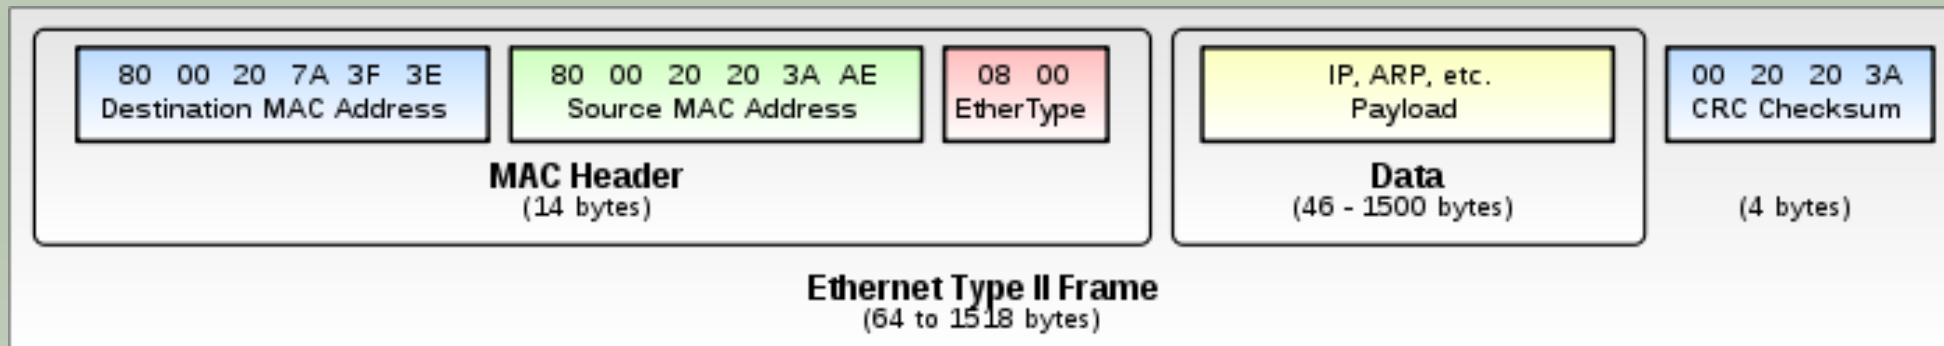 80 00 20 7A 3F 3E
Destination MAC Address
80 00 20 20 3A AE
Source MAC Address
08 00
EtherType
MAC Header
(14 bytes)
IP, ARP, etc.
Payload
Data
(46 - 1500 bytes)
00 20 20 3A
CRC Checksum
(4 bytes)
Ethernet Type II Frame
(64 to 1518 bytes)